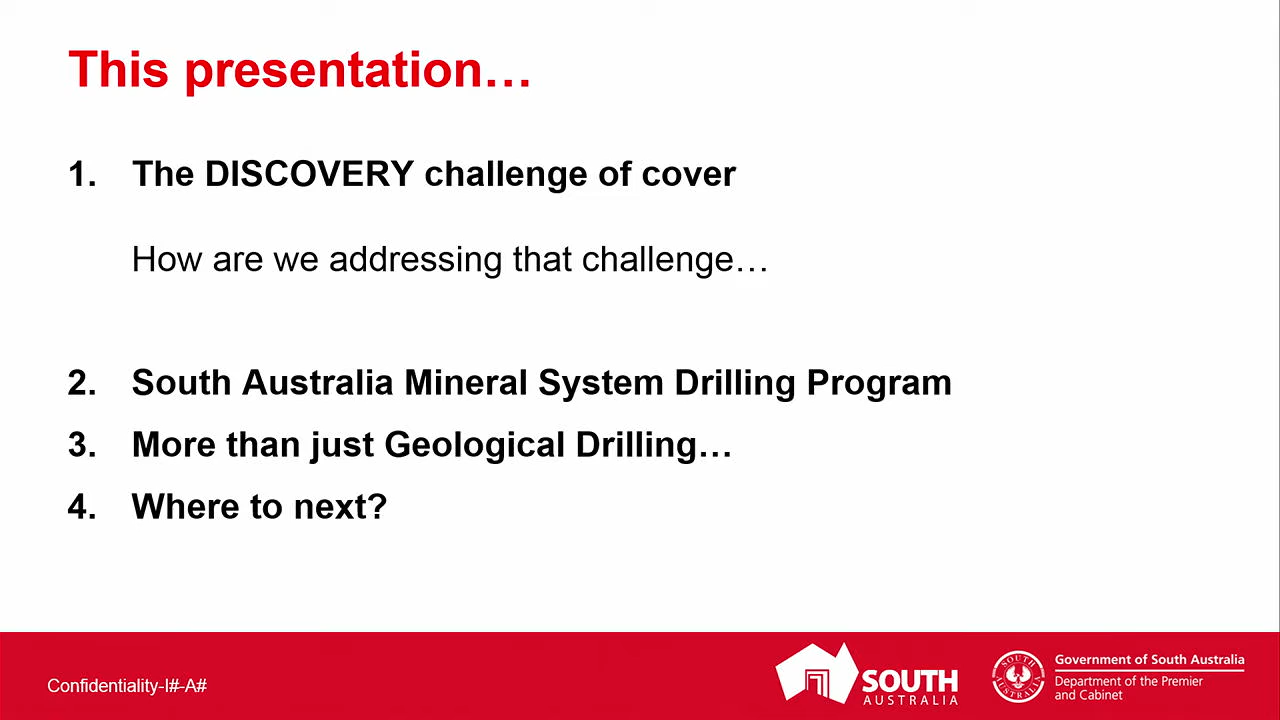 This presentation…
1. The DISCOVERY challenge of cover
How are we addressing that challenge…
2. South Australia Mineral System Drilling Program
3. More than just Geological Drilling…
4. Where to next?
Confidentiality-I#-A#
SOUTH
AUSTRALIA
SOUTH AUSTRALIA
Government of South Australia
Department of the Premier
and Cabinet